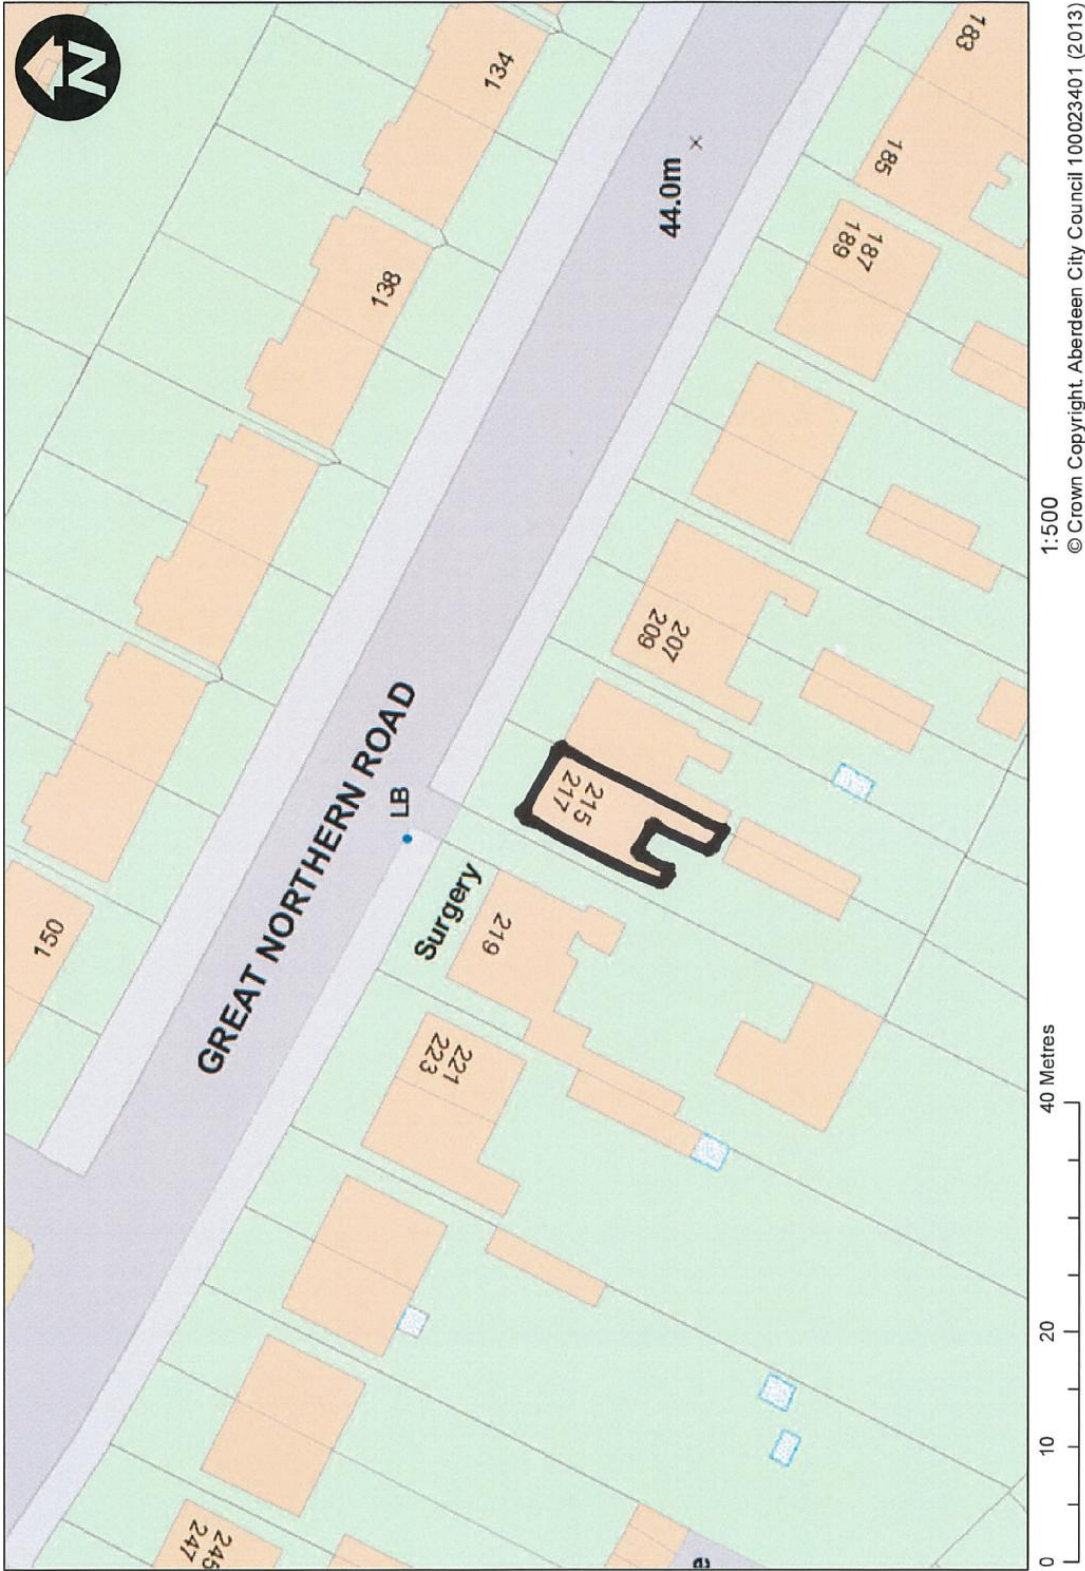 N
134
138
150
GREAT NORTHERN ROAD
LB
44.0m
183
185
187
189
207
209
215
217
Surgery
219
221
223
245
247
e
1:500
0 10 20 40 Metres
© Crown Copyright. Aberdeen City Council 100023401 (2013)